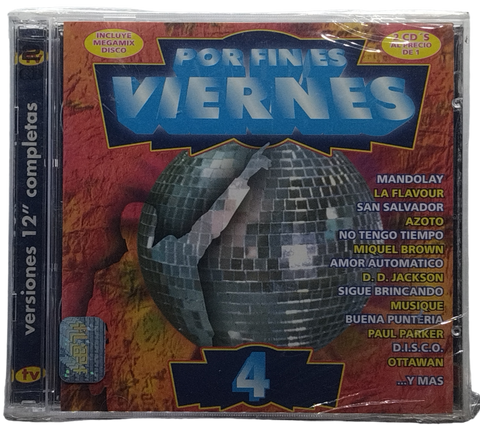 INCLUYE
MEGAMIX
DISCO
2 CD´S
AL PRECIO
DE 1
POR FIN ES
VIERNES
MANDOLAY
LA FLAVOUR
SAN SALVADOR
AZOTO
NO TENGO TIEMPO
MIQUEL BROWN
AMOR AUTOMATICO
D. D. JACKSON
SIGUE BRINCANDO
MUSIQUE
BUENA PUNTERIA
PAUL PARKER
D.I.S.C.O.
OTTAWAN
...Y MAS
4
versiones 12" completas
tv